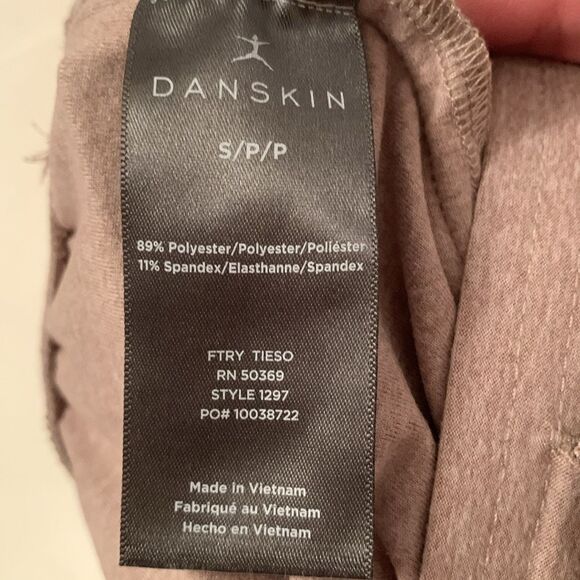 DANSKIN
S/P/P
89% Polyester/Polyester/Poliéster
11% Spandex/Elasthanne/Spandex
FTRY TIESO
RN 50369
STYLE 1297
PO# 10038722
Made in Vietnam
Fabriqué au Vietnam
Hecho en Vietnam